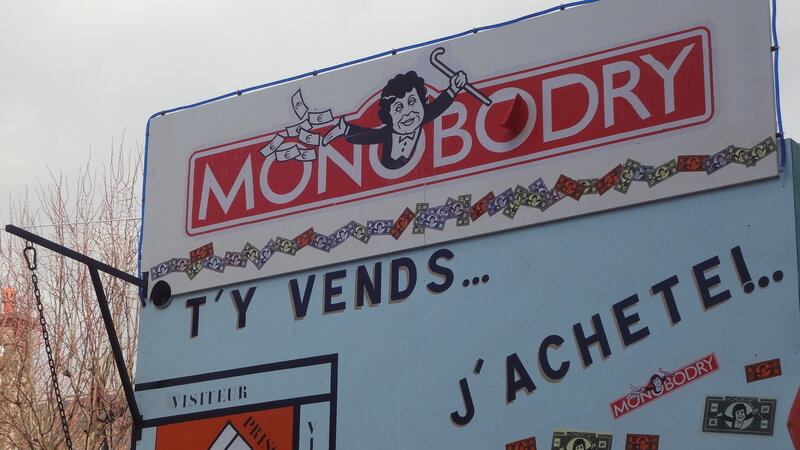 MONOBODRY
T'Y VENDS...
J'ACHETE!..
VISITEUR
MONOBODRY